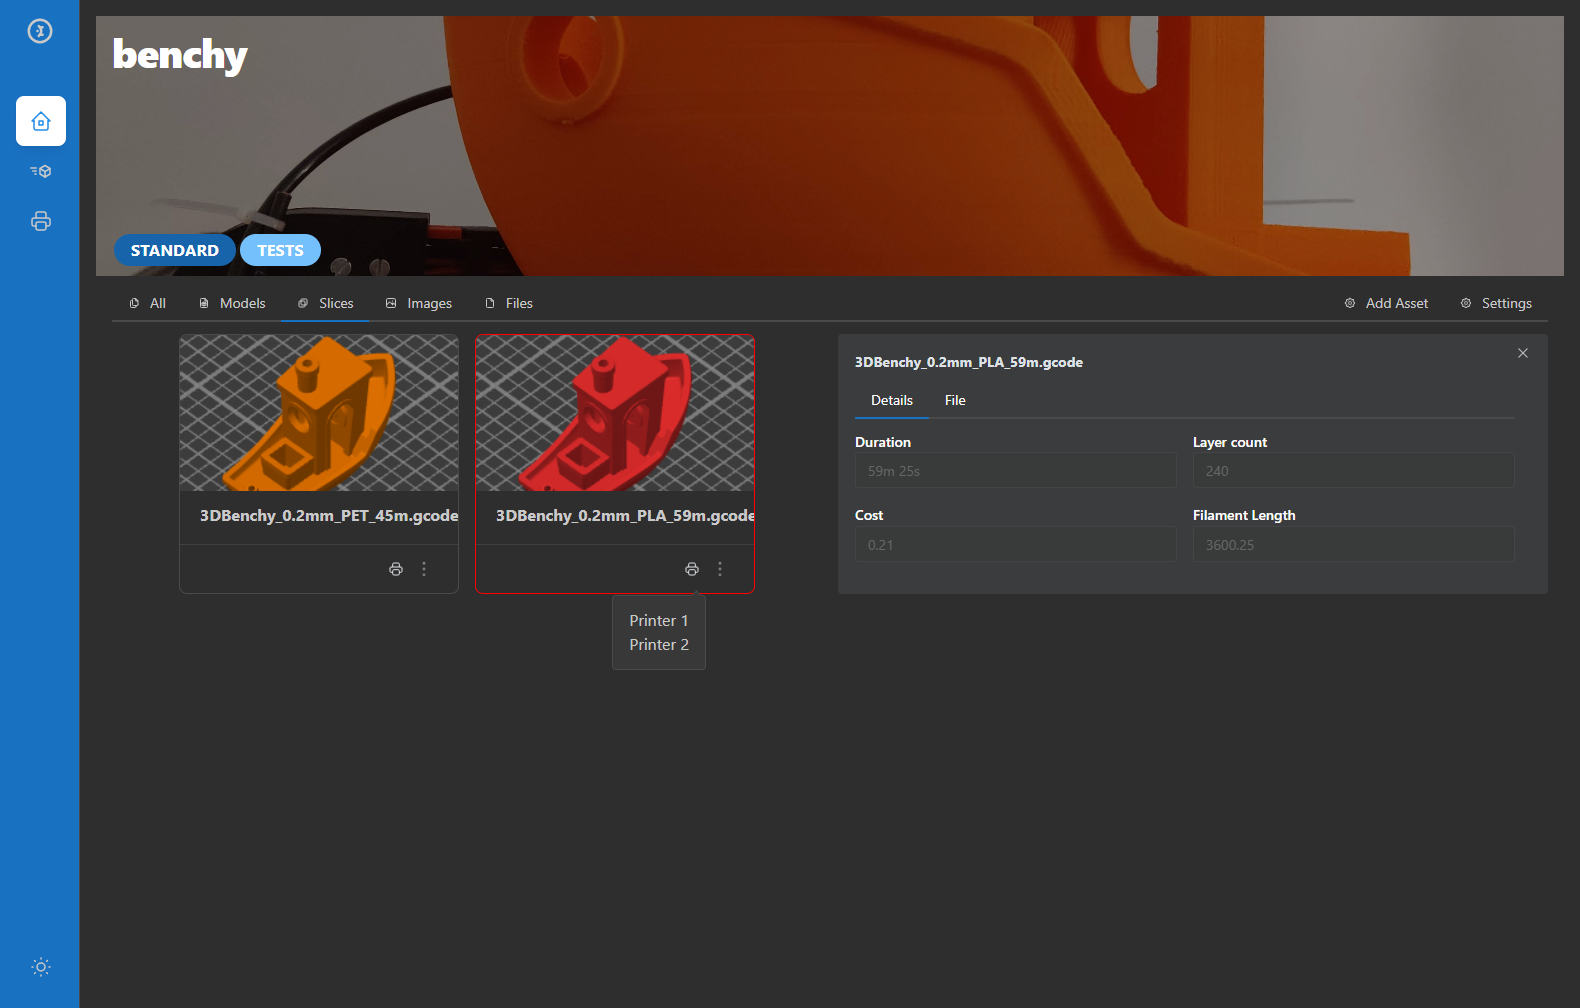 benchy
STANDARD TESTS
All Models Slices Images Files Add Asset Settings
3DBenchy_0.2mm_PET_45m.gcode
3DBenchy_0.2mm_PLA_59m.gcode
Printer 1
Printer 2
3DBenchy_0.2mm_PLA_59m.gcode
Details File
Duration Layer count
59m 25s 240
Cost Filament Length
0.21 3600.25